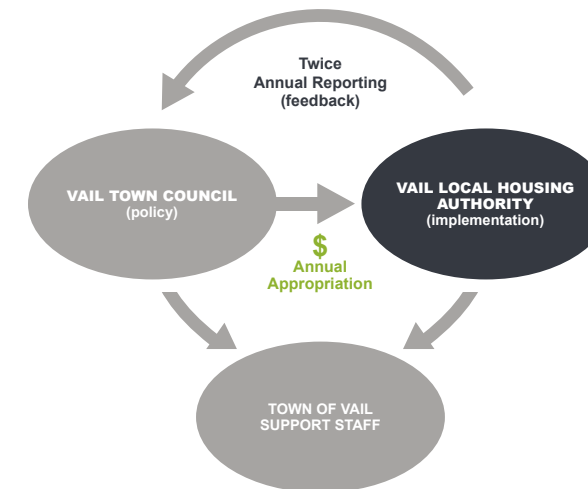 Twice
Annual Reporting
(feedback)
VAIL TOWN COUNCIL
(policy)
VAIL LOCAL HOUSING
AUTHORITY
(implementation)
$
Annual
Appropriation
TOWN OF VAIL
SUPPORT STAFF